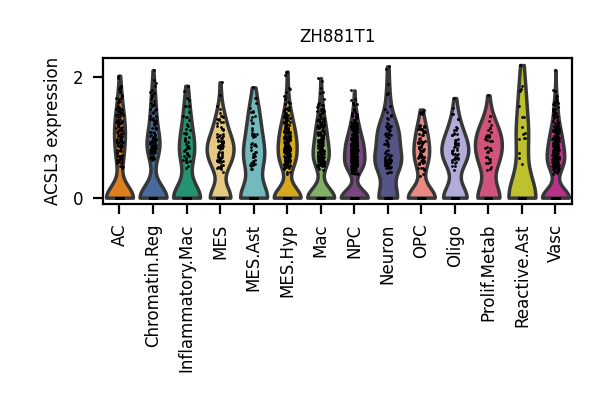 ZH881T1
ACSL3 expression
2
0
AC
Chromatin.Reg
Inflammatory.Mac
MES
MES.Ast
MES.Hyp
Mac
NPC
Neuron
OPC
Oligo
Prolif.Metab
Reactive.Ast
Vasc